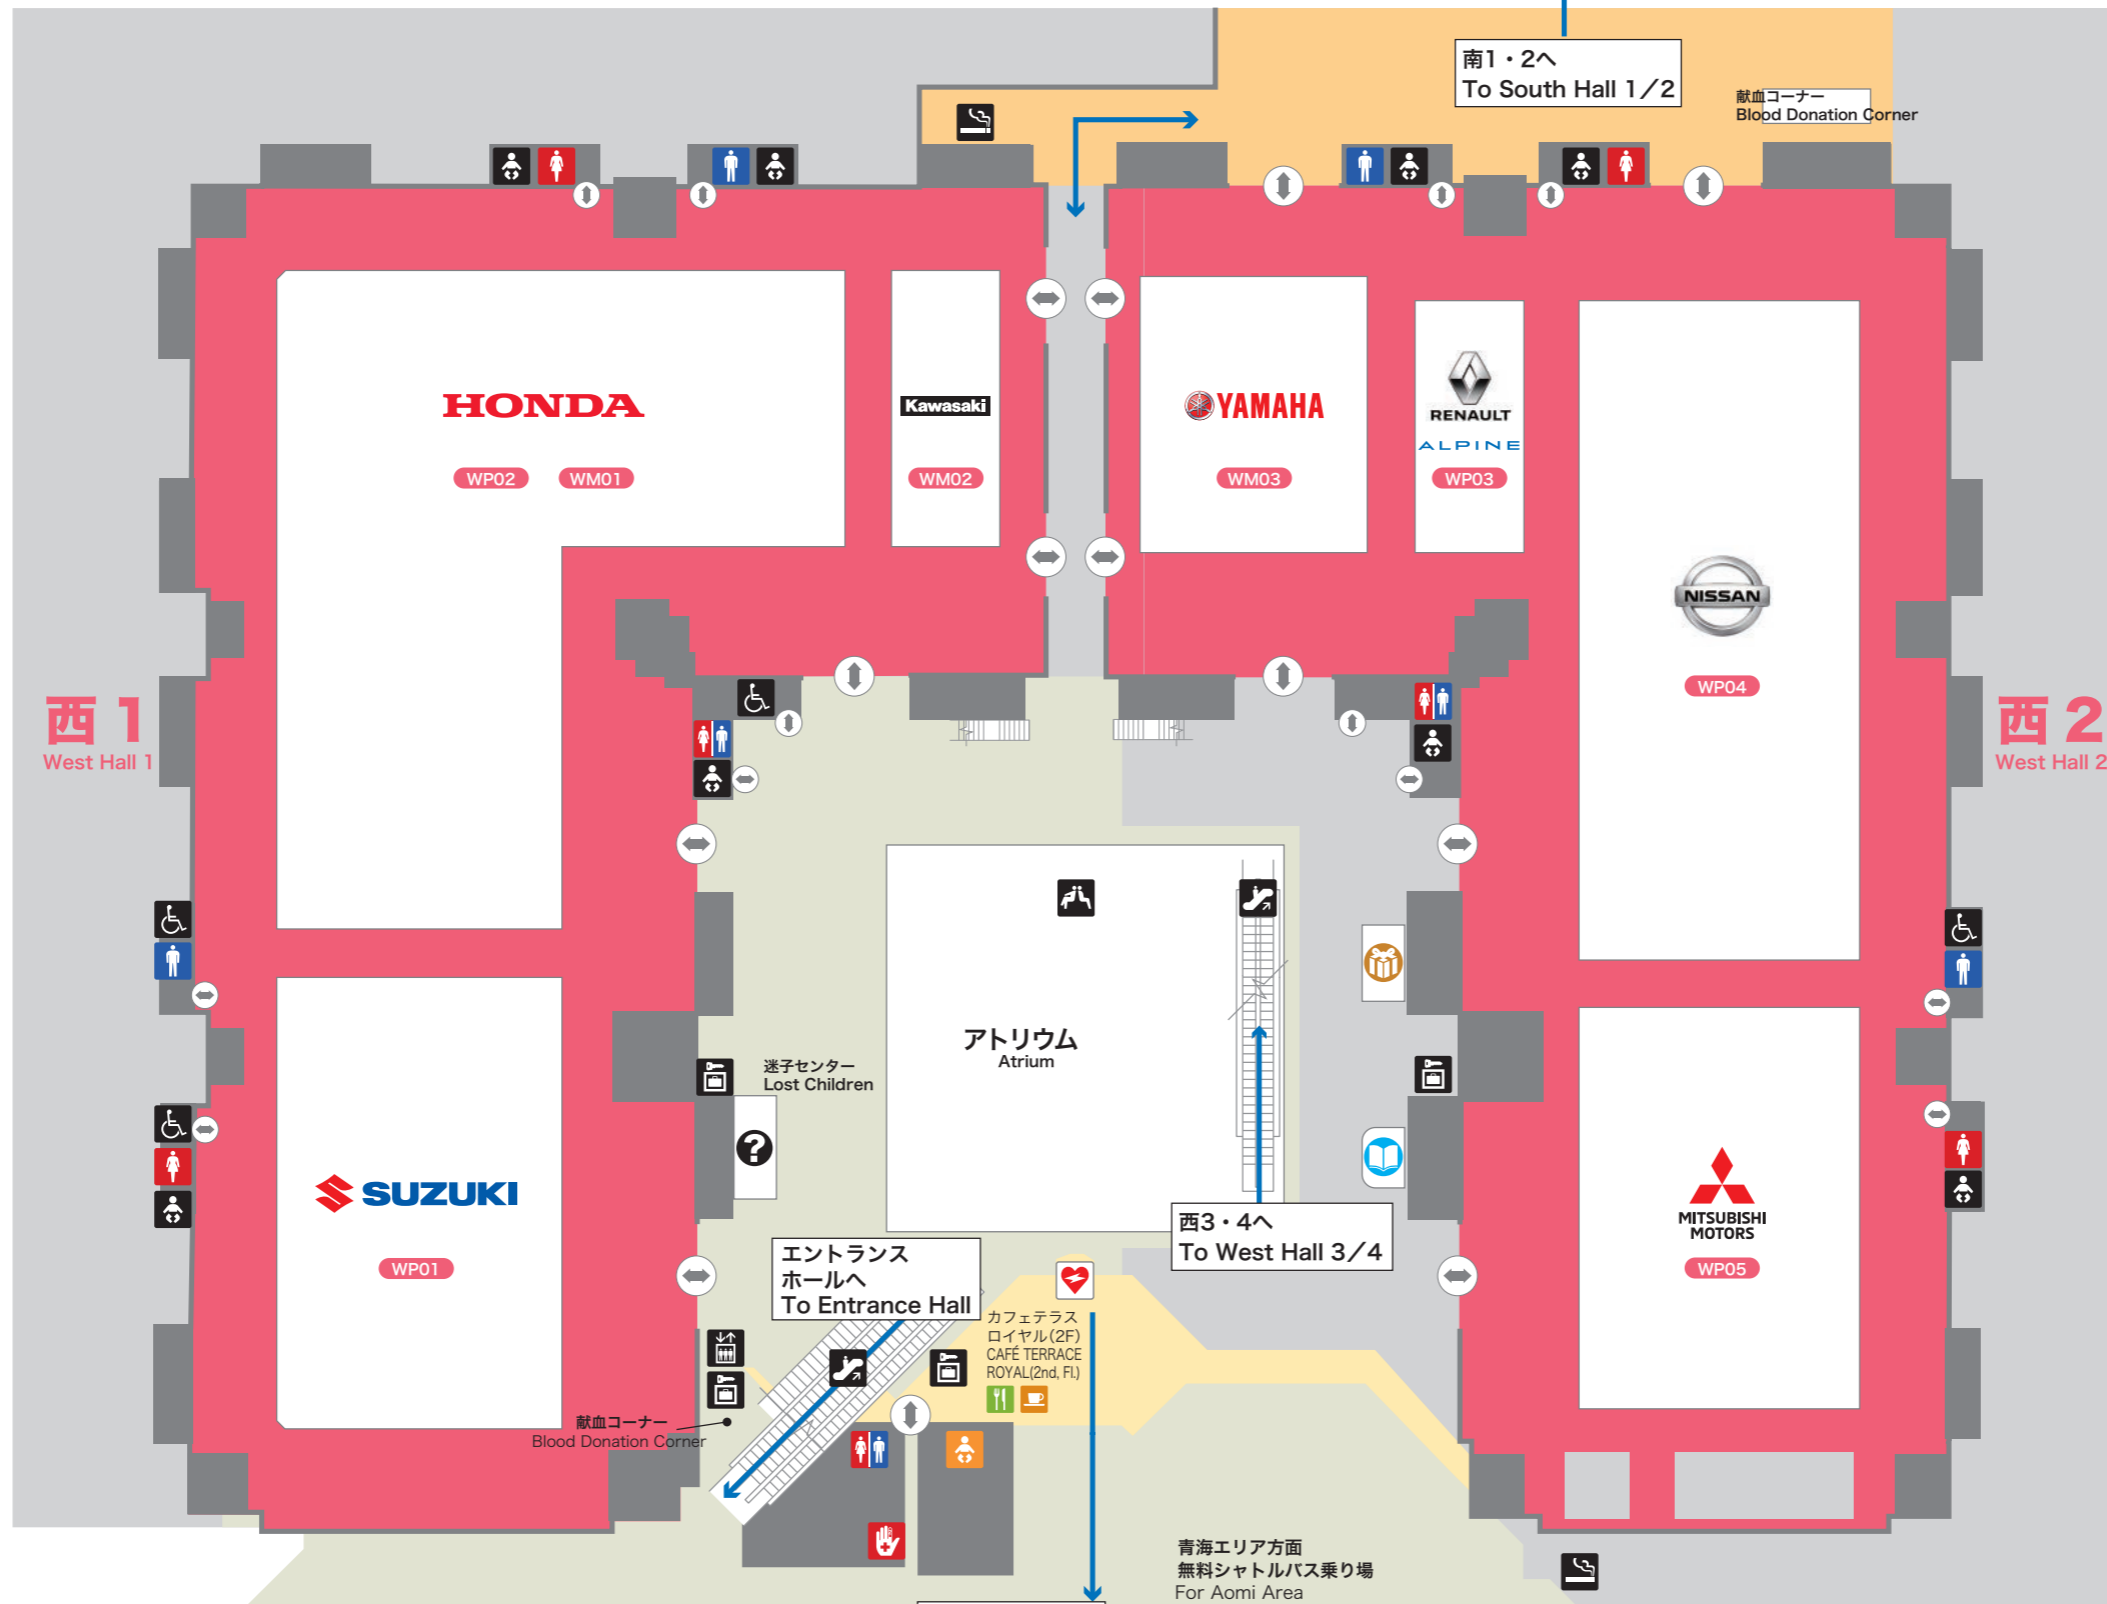 南1・2へ
To South Hall 1／2
献血コーナー
Blood Donation Corner
HONDA
WP02
WM01
Kawasaki
WM02
YAMAHA
WM03
RENAULT
ALPINE
WP03
NISSAN
WP04
西1
West Hall 1
西2
West Hall 2
アトリウム
Atrium
迷子センター
Lost Children
?
SUZUKI
WP01
西3・4へ
To West Hall 3／4
MITSUBISHI
MOTORS
WP05
エントランス
ホールへ
To Entrance Hall
カフェテラス
ロイヤル(2F)
CAFÉ TERRACE
ROYAL(2nd, Fl.)
献血コーナー
Blood Donation Corner
青海エリア方面
無料シャトルバス乗り場
For Aomi Area